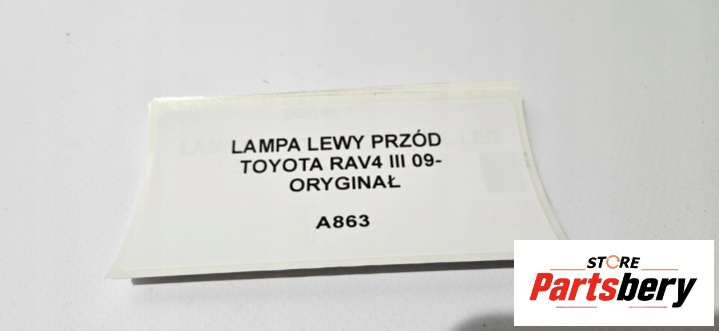 LAMPA LEWY PRZÓD
TOYOTA RAV4 III 09-
ORYGINAŁ
A863
STORE
Partsbery